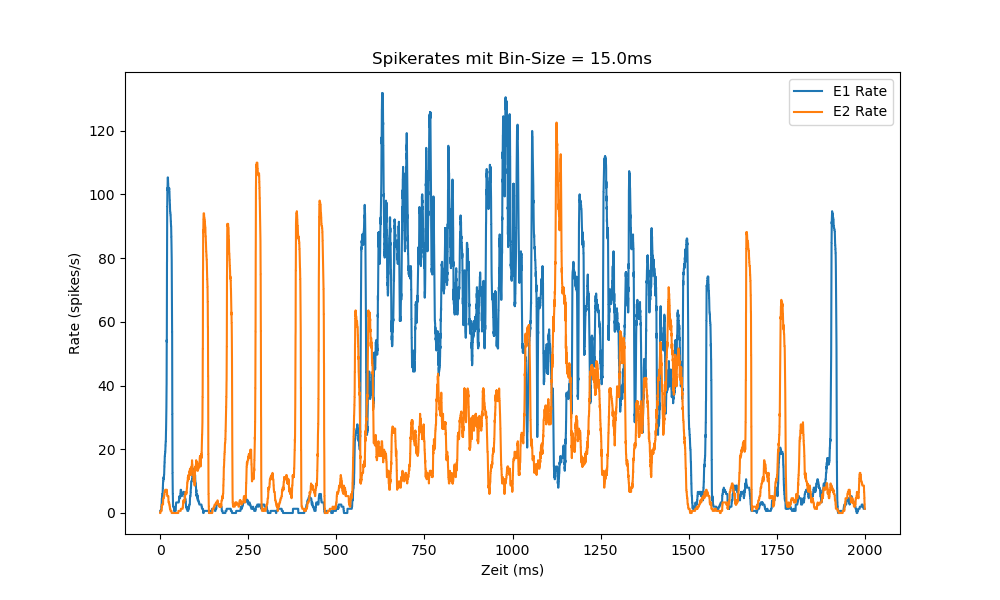 Spikerates mit Bin-Size = 15.0ms
E1 Rate
E2 Rate
Rate (spikes/s)
120
100
80
60
40
20
0
0 250 500 750 1000 1250 1500 1750 2000
Zeit (ms)